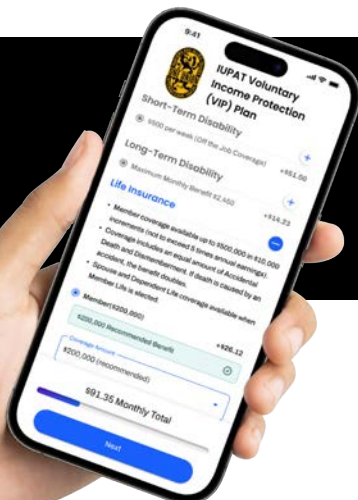 9:41
IUPAT Voluntary
Income Protection
(VIP) Plan
Short-Term Disability
$500 per week (Off the Job Coverage)
+$51.00
Long-Term Disability
Maximum Monthly Benefit $2,450
+$14.23
Life Insurance
• Member coverage available up to $500,000 in $10,000
increments (not to exceed 5 times annual earnings).
• Coverage includes an equal amount of Accidental
Death and Dismemberment. If death is caused by an
Accident, the benefit doubles.
• Spouse and Dependent Life coverage available when
Member Life is elected.
Member($200,000)
+$26.12
$200,000 Recommended Benefit
Coverage Amount
$200,000 (recommended)
$91.35 Monthly Total
Next